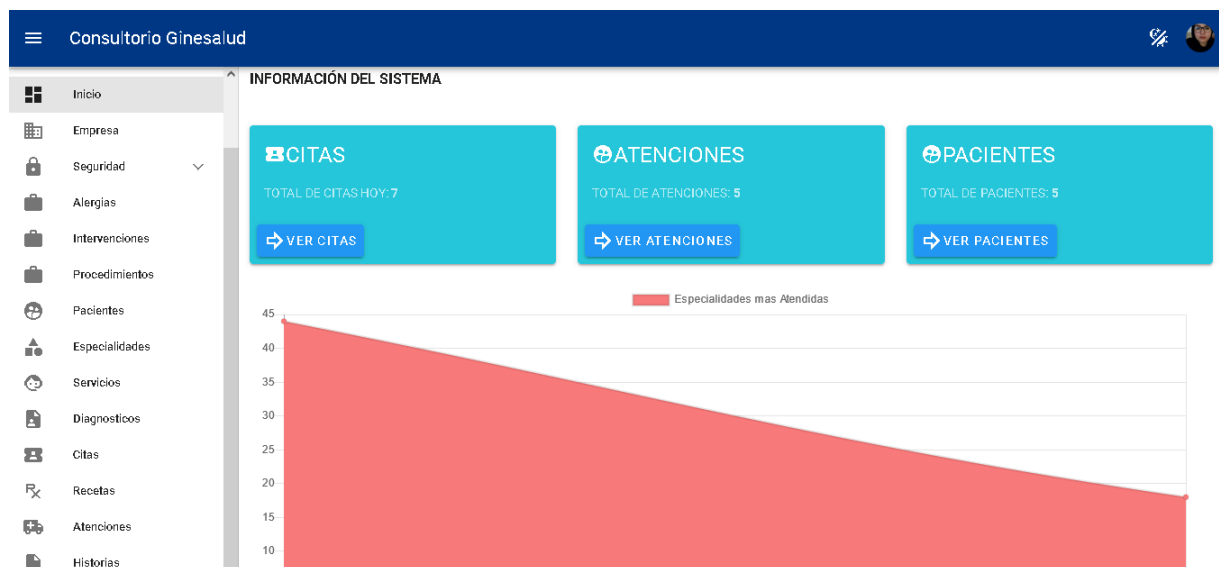 Consultorio Ginesalud
Inicio
Empresa
Seguridad
Alergias
Intervenciones
Procedimientos
Pacientes
Especialidades
Servicios
Diagnosticos
Citas
Recetas
Atenciones
Historias
INFORMACIÓN DEL SISTEMA
CITAS
TOTAL DE CITAS HOY: 7
VER CITAS
ATENCIONES
TOTAL DE ATENCIONES: 5
VER ATENCIONES
PACIENTES
TOTAL DE PACIENTES: 5
VER PACIENTES
Especialidades mas Atendidas
45
40
35
30
25
20
15
10